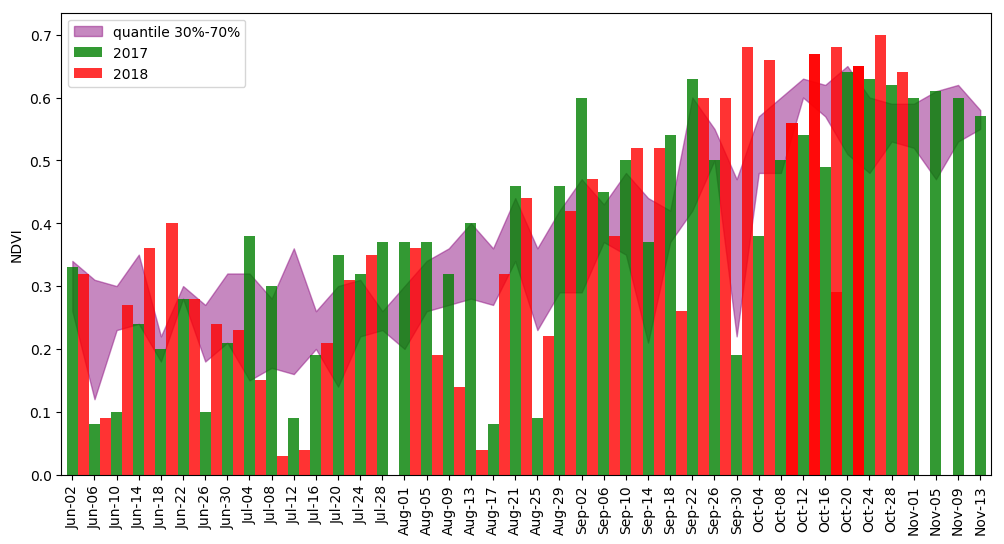 quantile 30%-70%
2017
2018
NDVI
0.7
0.6
0.5
0.4
0.3
0.2
0.1
0.0
Jun-02
Jun-06
Jun-10
Jun-14
Jun-18
Jun-22
Jun-26
Jun-30
Jul-04
Jul-08
Jul-12
Jul-16
Jul-20
Jul-24
Jul-28
Aug-01
Aug-05
Aug-09
Aug-13
Aug-17
Aug-21
Aug-25
Aug-29
Sep-02
Sep-06
Sep-10
Sep-14
Sep-18
Sep-22
Sep-26
Sep-30
Oct-04
Oct-08
Oct-12
Oct-16
Oct-20
Oct-24
Oct-28
Nov-01
Nov-05
Nov-09
Nov-13